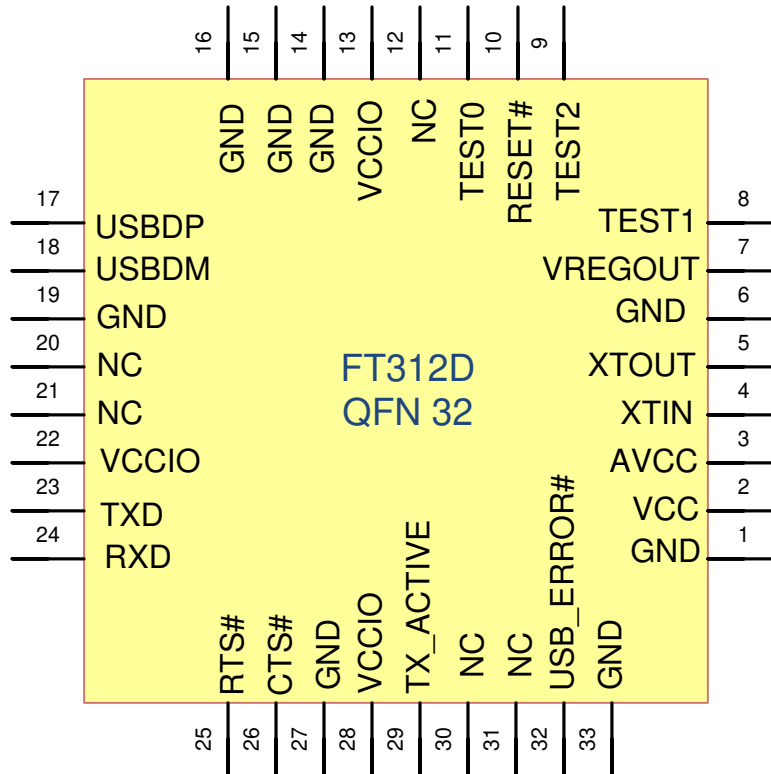 16 15 14 13 12 11 10 9
GND GND GND VCCIO NC TEST0 RESET# TEST2
17 USBDP
18 USBDM
19 GND
20 NC
21 NC
22 VCCIO
23 TXD
24 RXD
TEST1 8
VREGOUT 7
GND 6
XTOUT 5
XTIN 4
AVCC 3
VCC 2
GND 1
FT312D
QFN 32
RTS# CTS# GND VCCIO TX_ACTIVE NC NC USB_ERROR# GND
25 26 27 28 29 30 31 32 33